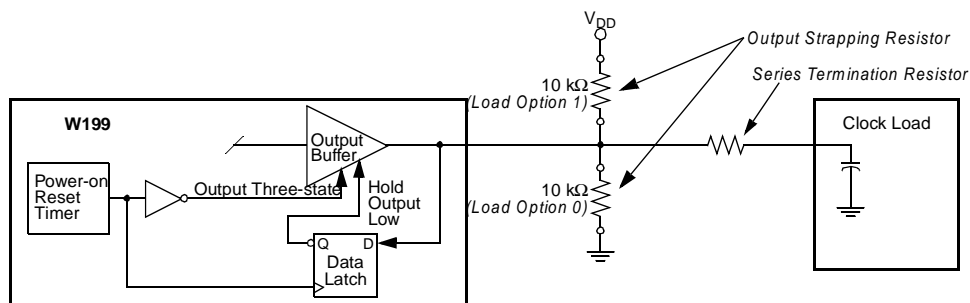 V_DD
Output Strapping Resistor
Series Termination Resistor
10 kΩ
(Load Option 1)
W199
Output
Buffer
Clock Load
Power-on
Reset
Timer
Output Three-state
Hold
Output
Low
10 kΩ
(Load Option 0)
Q
D
Data
Latch